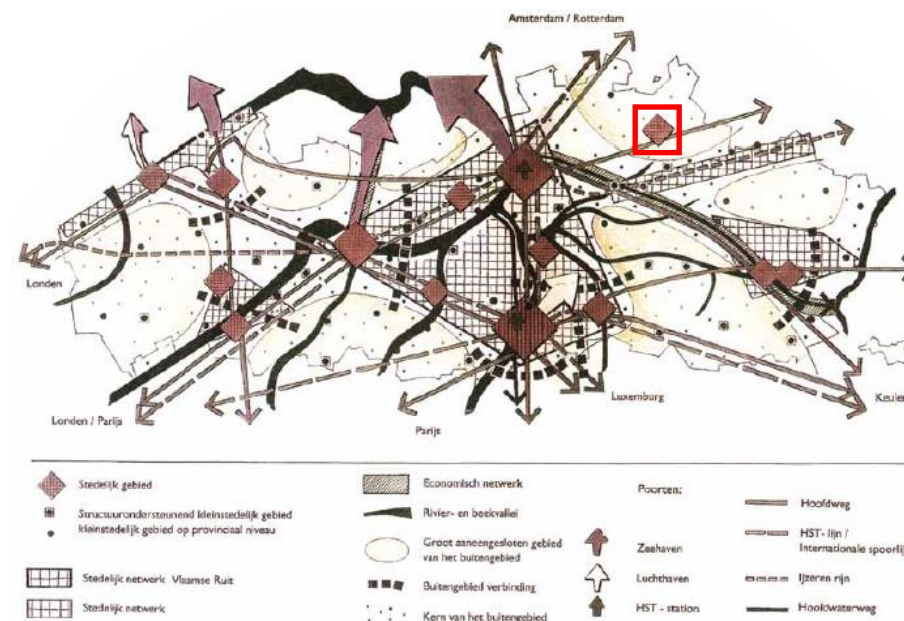 Amsterdam / Rotterdam
Londen
Londen / Parijs
Parijs
Luxemburg
Keulen
Stedelijk gebied
Structuurondersteunend kleinstedelijk gebied
kleinstedelijk gebied op provinciaal niveau
Stedelijk netwerk Vlaamse Ruit
Stedelijk netwerk
Economisch netwerk
Rivier- en beekvallei
Groot aaneengesloten gebied
van het buitengebied
Buitengebied verbinding
Kern van het buitengebied
Poorten:
Zeehaven
Luchthaven
HST - station
Hoofdweg
HST- lijn /
Internationale spoorlij
Ijzeren rijn
Hoofdwaterweg